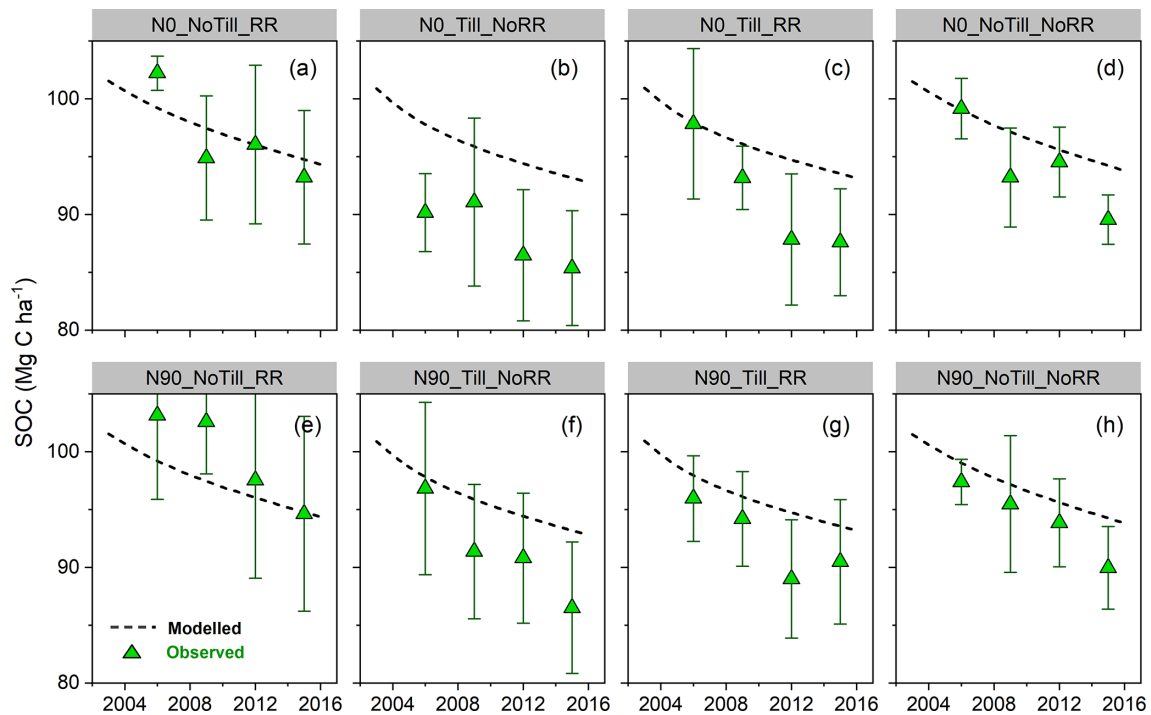 N0_NoTill_RR N0_Till_NoRR N0_Till_RR N0_NoTill_NoRR
(a) (b) (c) (d)
100
90
80
SOC (Mg C ha⁻¹)
N90_NoTill_RR N90_Till_NoRR N90_Till_RR N90_NoTill_NoRR
(e) (f) (g) (h)
100
90
Modelled
Observed
80
2004 2008 2012 2016 2004 2008 2012 2016 2004 2008 2012 2016 2004 2008 2012 2016